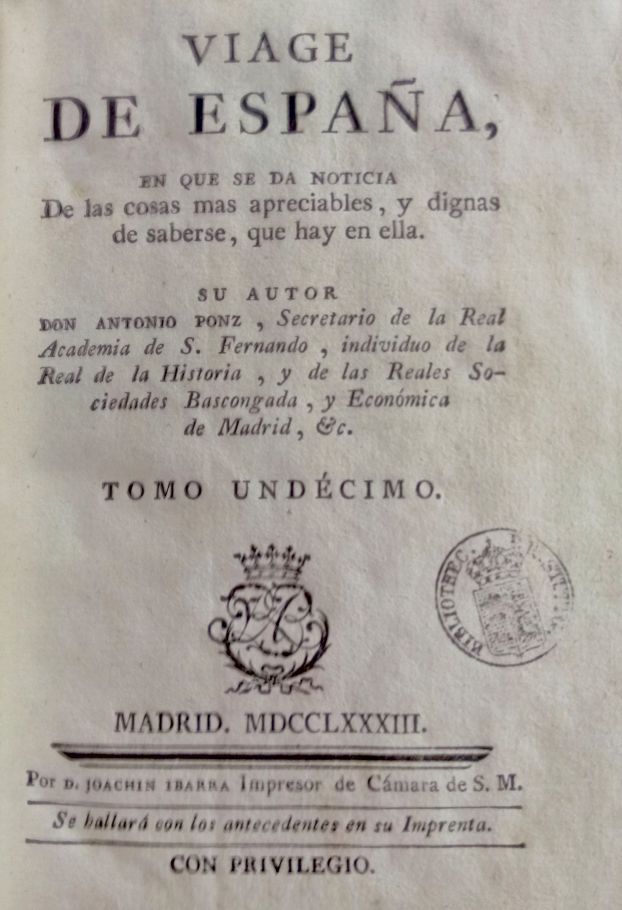 VIAGE
DE ESPAÑA,
EN QUE SE DA NOTICIA
De las cosas mas apreciables, y dignas
de saberse, que hay en ella.
SU AUTOR
DON ANTONIO PONZ, Secretario de la Real
Academia de S. Fernando, individuo de la
Real de la Historia, y de las Reales So-
ciedades Bascongada, y Económica
de Madrid, &c.
TOMO UNDÉCIMO.
BIBLIOTHEC.
MADRID. MDCCLXXXIII.
Por D. JOACHIN IBARRA Impresor de Cámara de S. M.
Se hallará con los antecedentes en su Imprenta.
CON PRIVILEGIO.